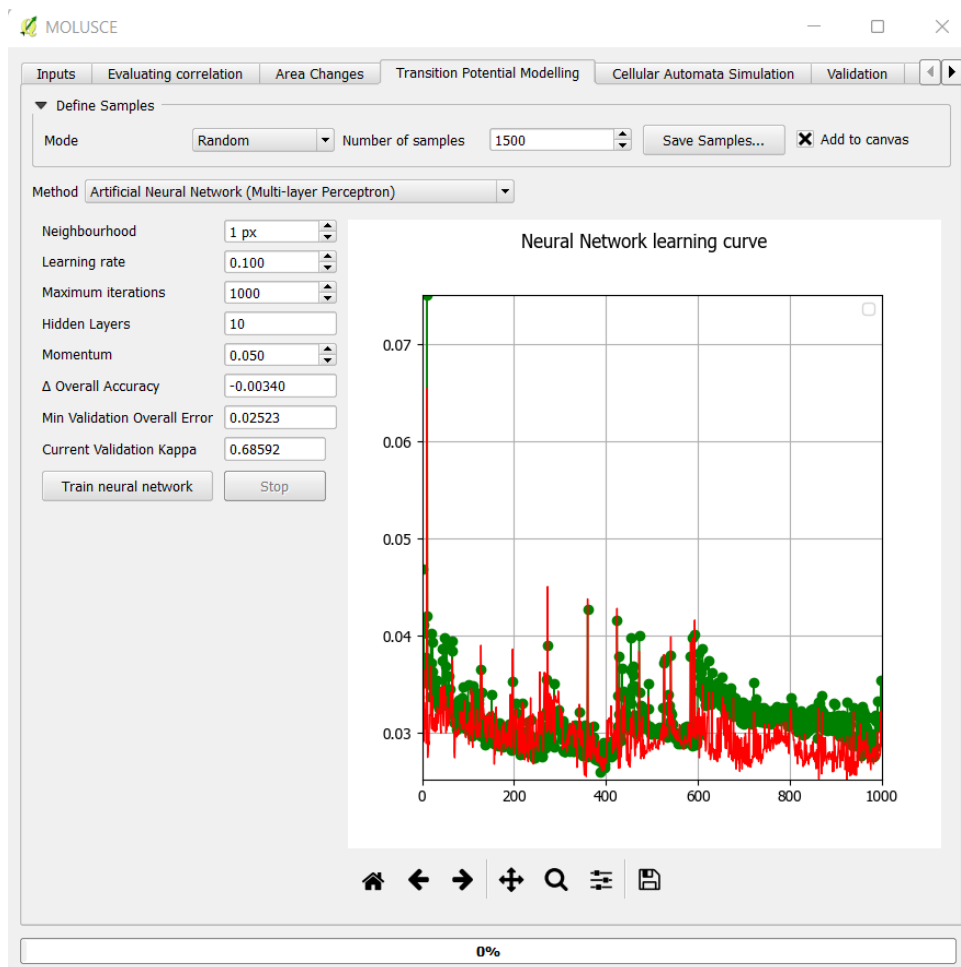 MOLUSCE
Inputs Evaluating correlation Area Changes Transition Potential Modelling Cellular Automata Simulation Validation
Define Samples
Mode Random Number of samples 1500 Save Samples... Add to canvas
Method Artificial Neural Network (Multi-layer Perceptron)
Neighbourhood 1 px
Learning rate 0.100
Maximum iterations 1000
Hidden Layers 10
Momentum 0.050
Δ Overall Accuracy -0.00340
Min Validation Overall Error 0.02523
Current Validation Kappa 0.68592
Train neural network Stop
Neural Network learning curve
0.07
0.06
0.05
0.04
0.03
0 200 400 600 800 1000
0%